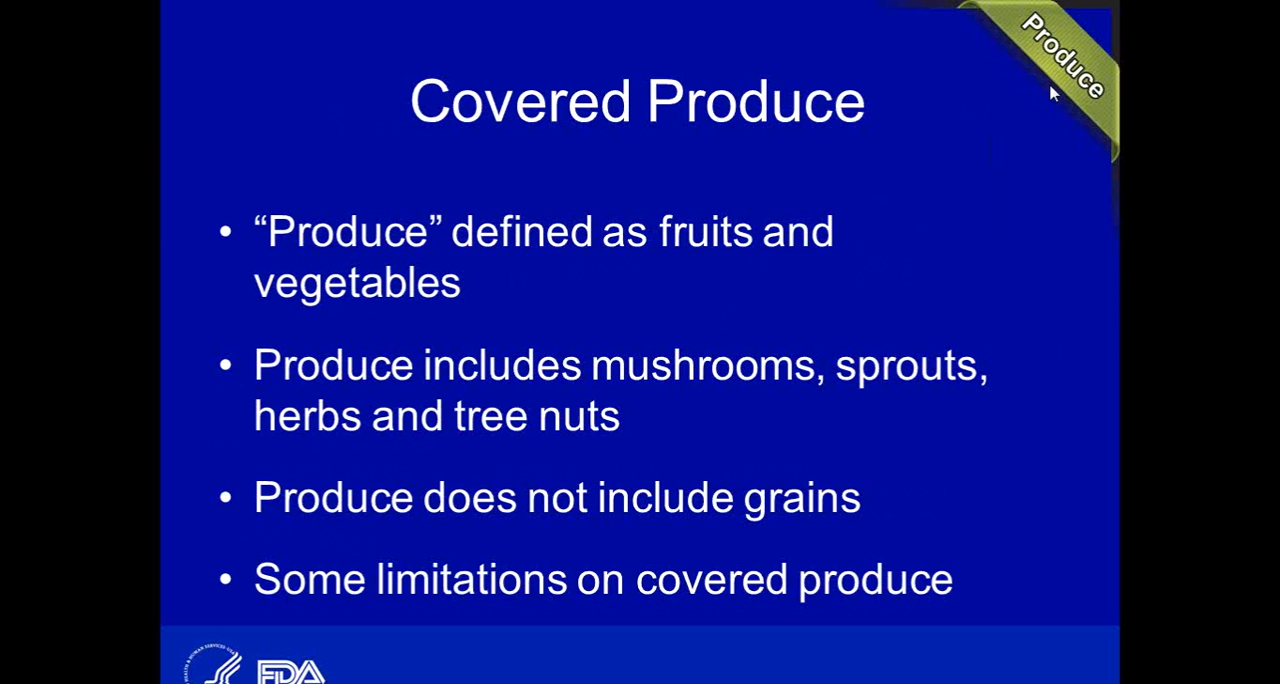 Produce
Covered Produce
• “Produce” defined as fruits and
vegetables
• Produce includes mushrooms, sprouts,
herbs and tree nuts
• Produce does not include grains
• Some limitations on covered produce
FDA